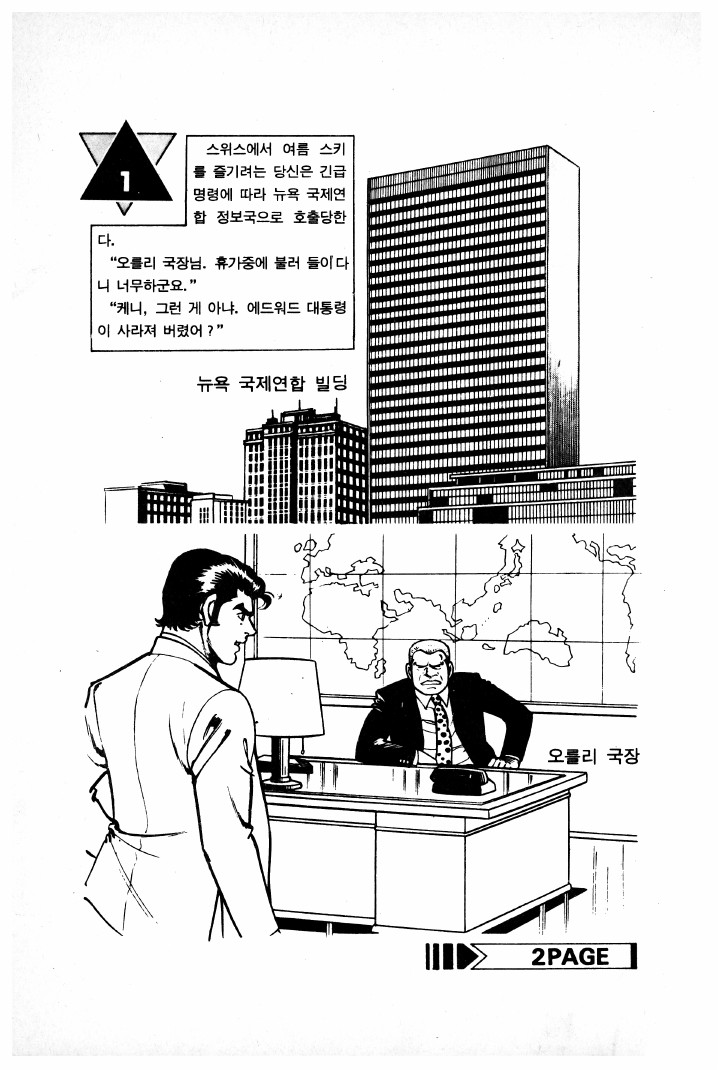 1
스위스에서 여름 스키
를 즐기려는 당신은 긴급
명령에 따라 뉴욕 국제연
합 정보국으로 호출당한
다.
“오를리 국장님. 휴가중에 불러 들이다
니 너무하군요.”
“케니, 그런 게 아냐. 에드워드 대통령
이 사라져 버렸어?”
뉴욕 국제연합 빌딩
오를리 국장
2PAGE